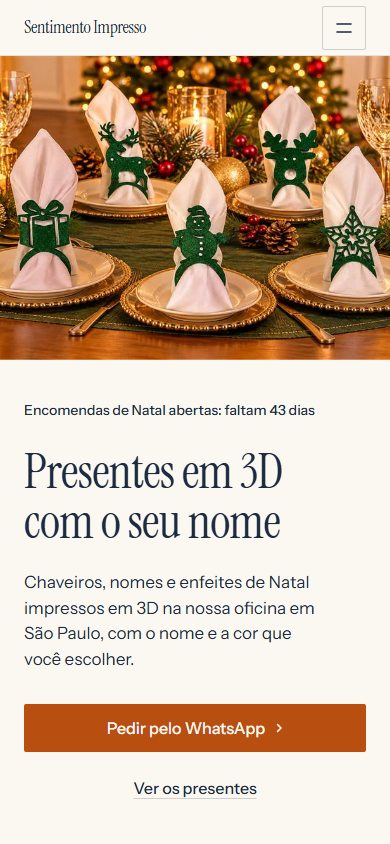 Sentimento Impresso
Encomendas de Natal abertas: faltam 43 dias
Presentes em 3D
com o seu nome
Chaveiros, nomes e enfeites de Natal
impressos em 3D na nossa oficina em
São Paulo, com o nome e a cor que
você escolher.
Pedir pelo WhatsApp
Ver os presentes